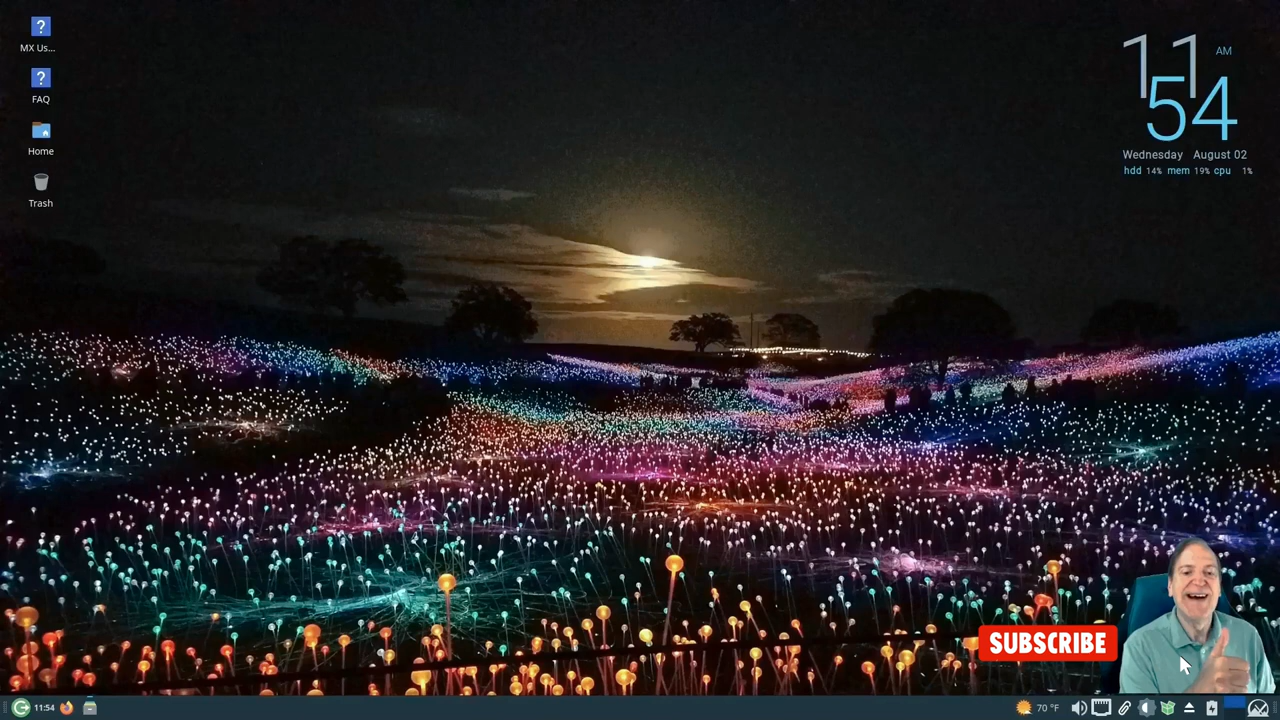 MX Us...
FAQ
Home
Trash
11 AM
54
Wednesday August 02
hdd 14% mem 19% cpu 1%
SUBSCRIBE
11:54
70 °F